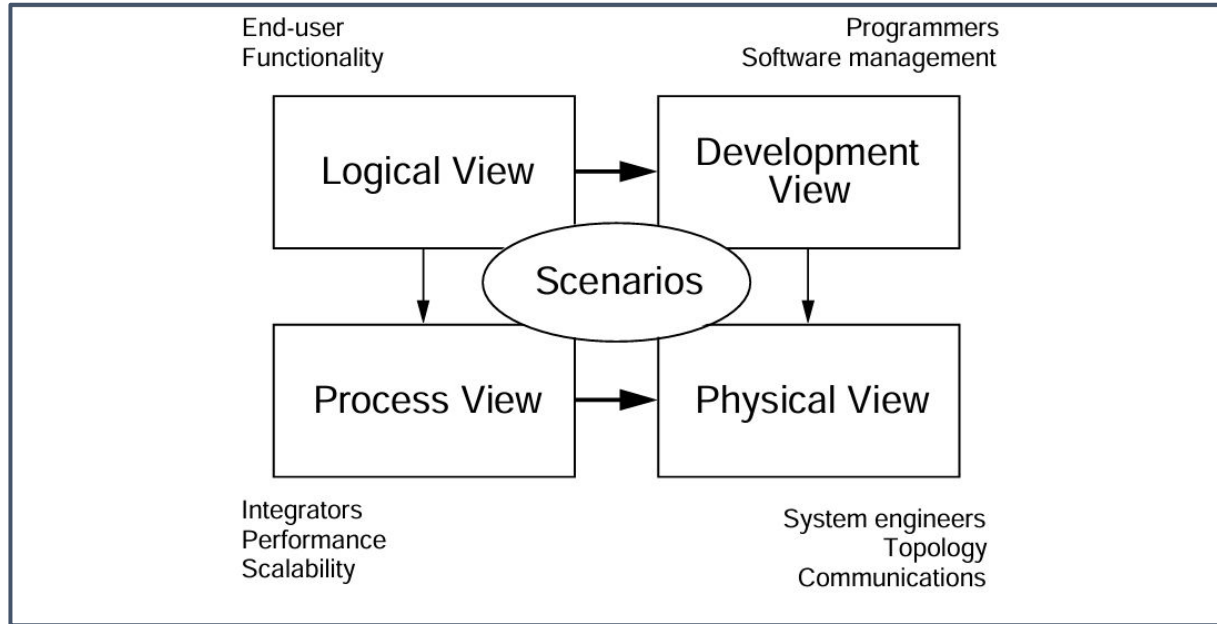 End-user
Functionality
Programmers
Software management
Logical View
Development
View
Scenarios
Process View
Physical View
Integrators
Performance
Scalability
System engineers
Topology
Communications